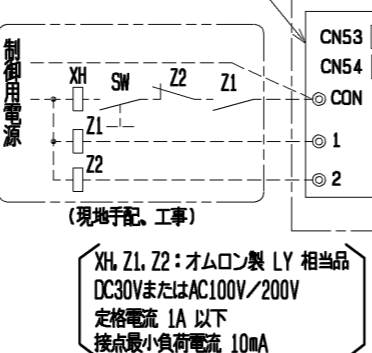 CN53
制御用電源
XH
SW
Z2
Z1
CN54
CON
Z1
1
Z2
2
(現地手配、工事)
XH, Z1, Z2：オムロン製 LY 相当品
DC30VまたはAC100V／200V
定格電流 1A 以下
接点最小負荷電流 10mA